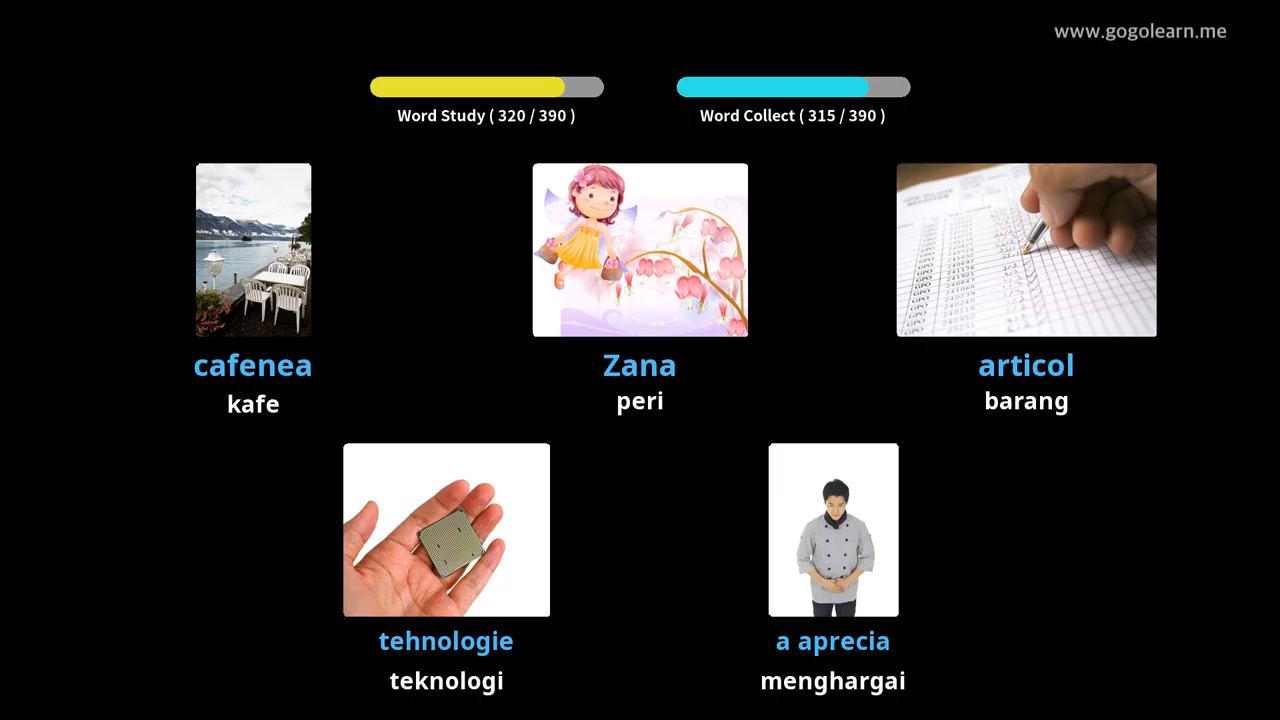 www.gogolearn.me
Word Study ( 320 / 390 )
Word Collect ( 315 / 390 )
cafenea
kafe
Zana
peri
articol
barang
tehnologie
teknologi
a aprecia
menghargai